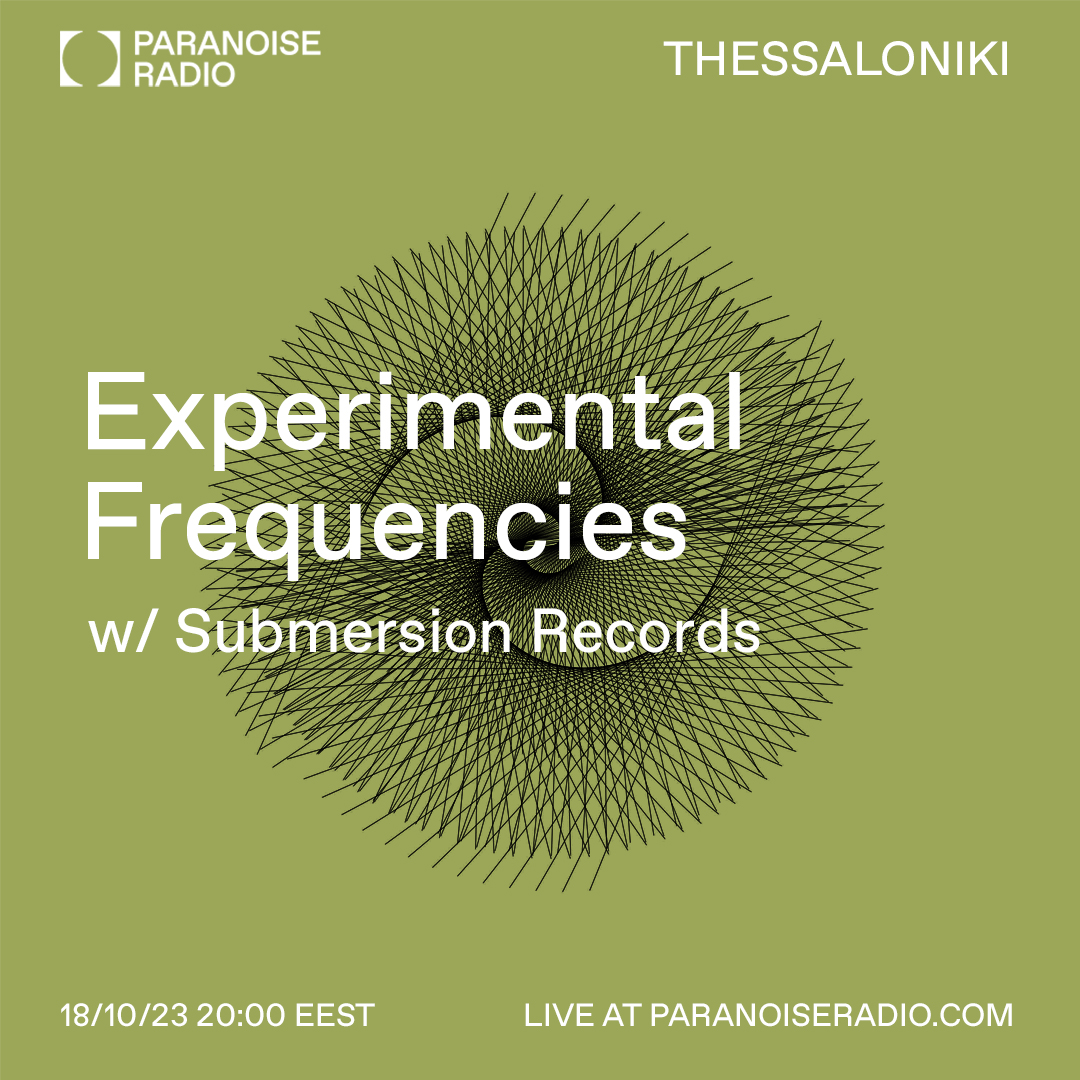 PARANOISE
RADIO
THESSALONIKI
Experimental
Frequencies
w/ Submersion Records
18/10/23 20:00 EEST
LIVE AT PARANOISERADIO.COM